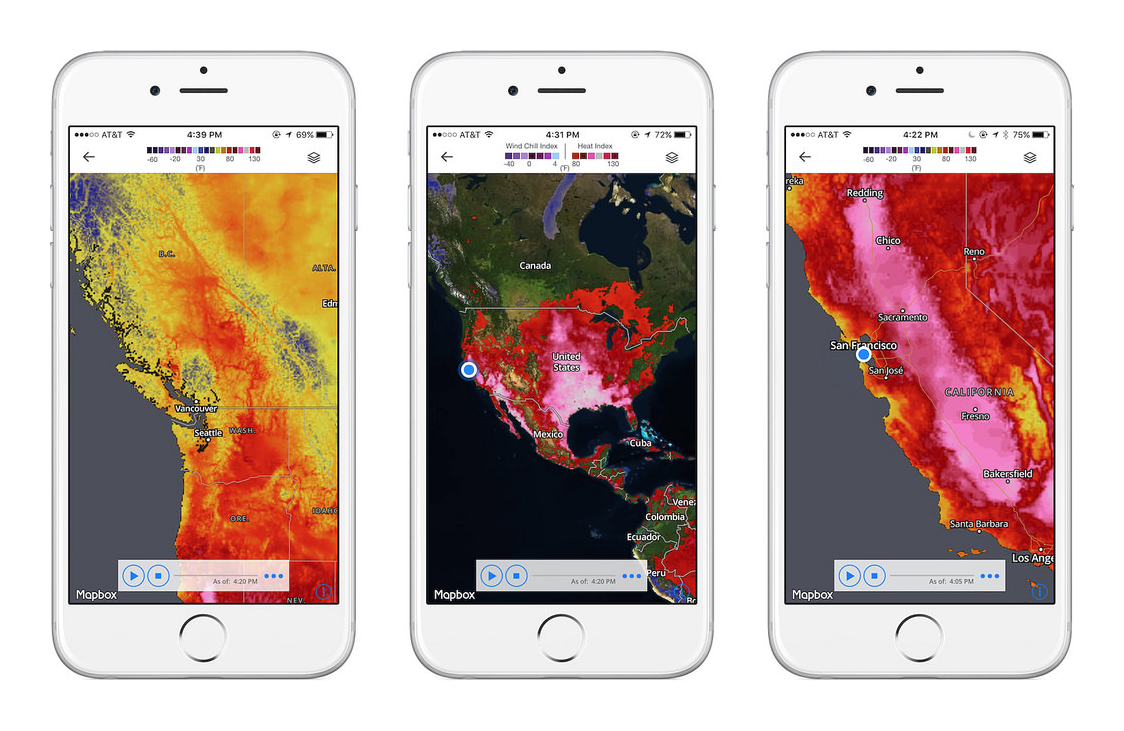 AT&T 4:39 PM 69%
-60 -20 30 80 130
(°F)
B.C.
ALTA.
Edm
Vancouver
Seattle
WASH.
ORE.
IDAHO
As of: 4:20 PM
Mapbox
NEV.
AT&T 4:31 PM 72%
Wind Chill Index Heat Index
-40 0 4 80 130
(°F)
Canada
United
States
Mexico
Cuba
Venez
Colombia
Ecuador
Peru
As of: 4:20 PM
Mapbox
Br
AT&T 4:22 PM 75%
-60 -20 30 80 130
(°F)
reka
Redding
Chico
Reno
Sacramento
San Francisco
San José
CALIFORNIA
Fresno
Bakersfield
Santa Barbara
Los Ange
As of: 4:05 PM
Mapbox